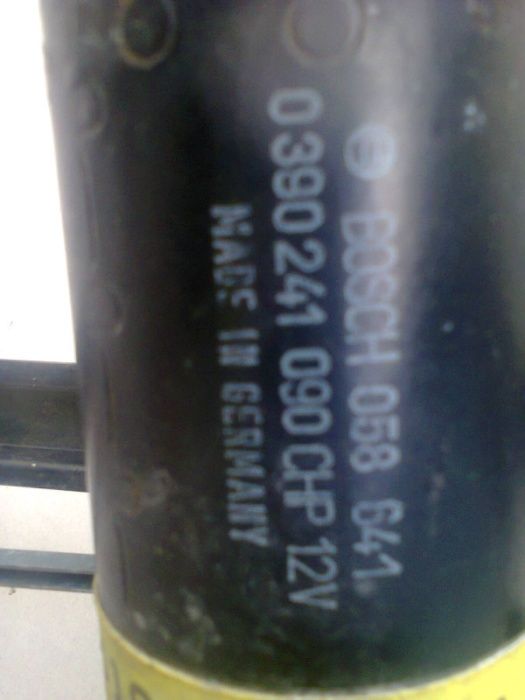 BOSCH 058 641
0 390 241 090 CHP 12V
MADE IN GERMANY